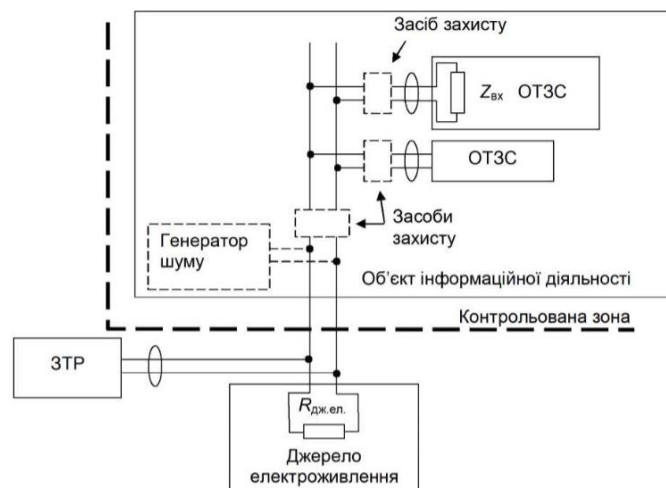 Засіб захисту
Zвх ОТЗС
ОТЗС
Засоби
захисту
Генератор
шуму
Об’єкт інформаційної діяльності
Контрольована зона
ЗТР
Rдж.ел.
Джерело
електроживлення